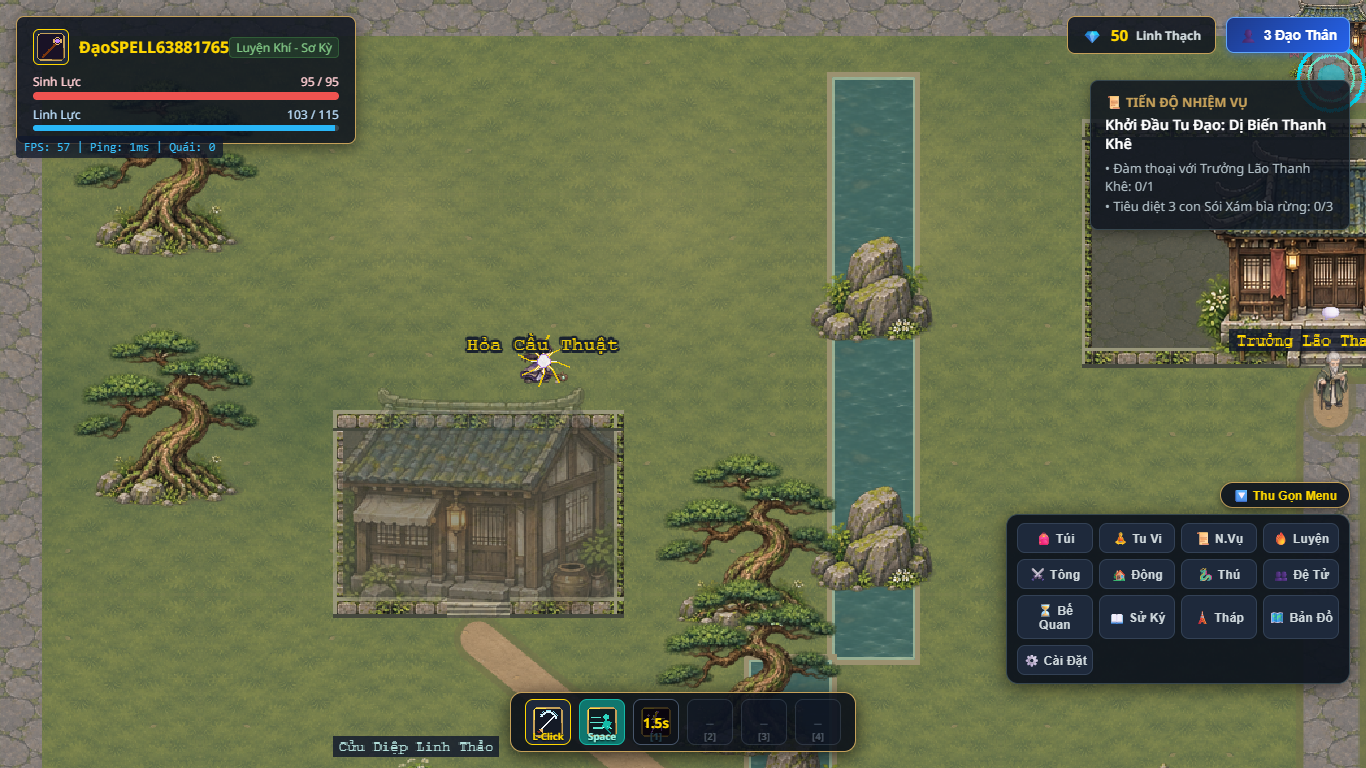 ĐạoSPELL63881765
Luyện Khí - Sơ Kỳ
Sinh Lực
95 / 95
Linh Lực
103 / 115
FPS: 57 | Ping: 1ms | Quái: 0
50 Linh Thạch
3 Đạo Thân
TIẾN ĐỘ NHIỆM VỤ
Khởi Đầu Tu Đạo: Dị Biến Thanh
Khê
• Đàm thoại với Trưởng Lão Thanh
Khê: 0/1
• Tiêu diệt 3 con Sói Xám bìa rừng: 0/3
Hỏa Cầu Thuật
Trưởng Lão Tha
Thu Gọn Menu
Túi
Tu Vi
N.Vụ
Luyện
Tông
Động
Thú
Đệ Tử
Bế
Quan
Sử Ký
Tháp
Bản Đồ
Cài Đặt
L-Click
Space
1.5s
[1]
[2]
[3]
[4]
Cửu Diệp Linh Thảo